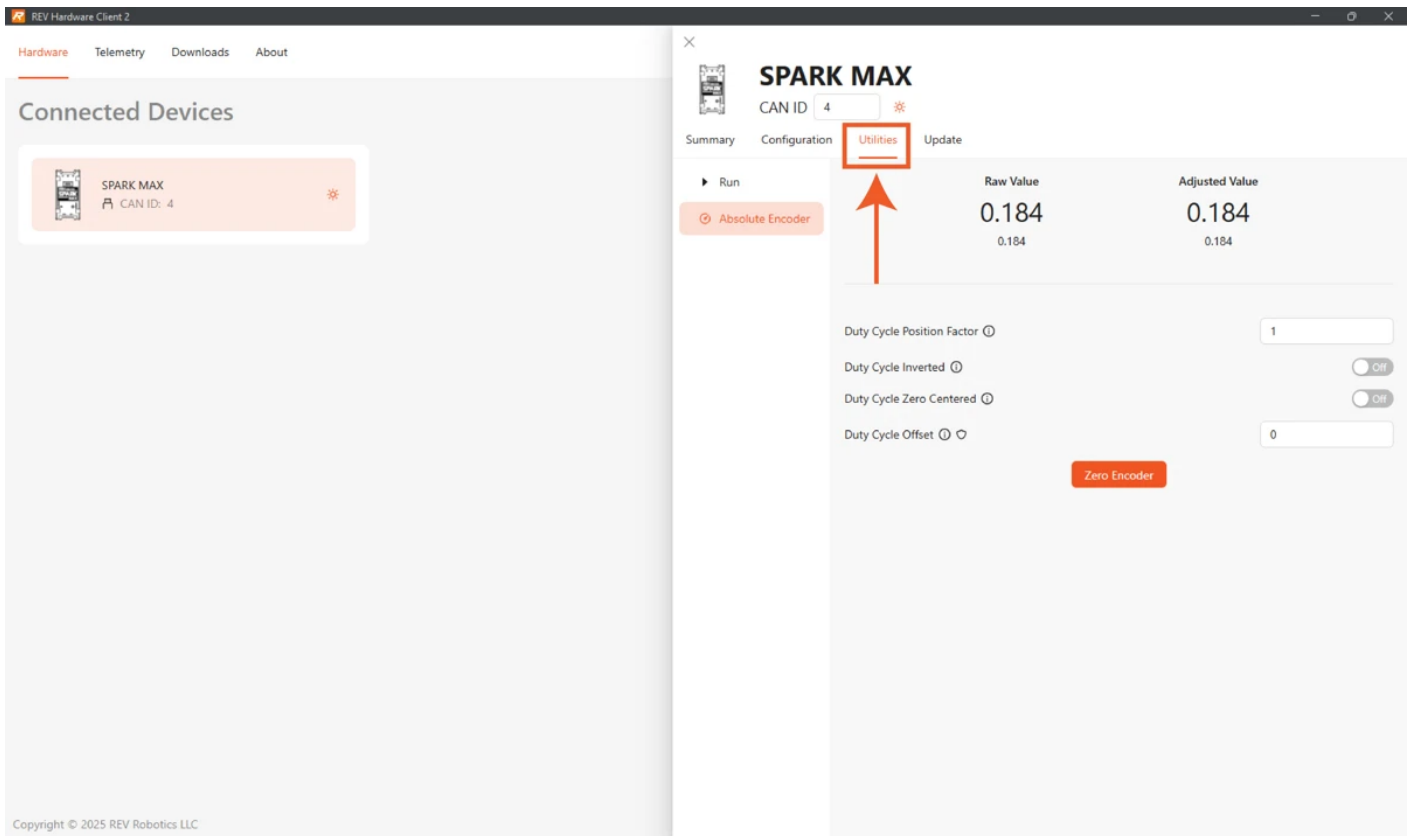 REV Hardware Client 2
Hardware Telemetry Downloads About
Connected Devices
SPARK MAX
CAN ID: 4
Copyright © 2025 REV Robotics LLC
SPARK MAX
CAN ID 4
Summary Configuration Utilities Update
Run
Absolute Encoder
Raw Value Adjusted Value
0.184 0.184
0.184 0.184
Duty Cycle Position Factor 1
Duty Cycle Inverted Off
Duty Cycle Zero Centered Off
Duty Cycle Offset 0
Zero Encoder